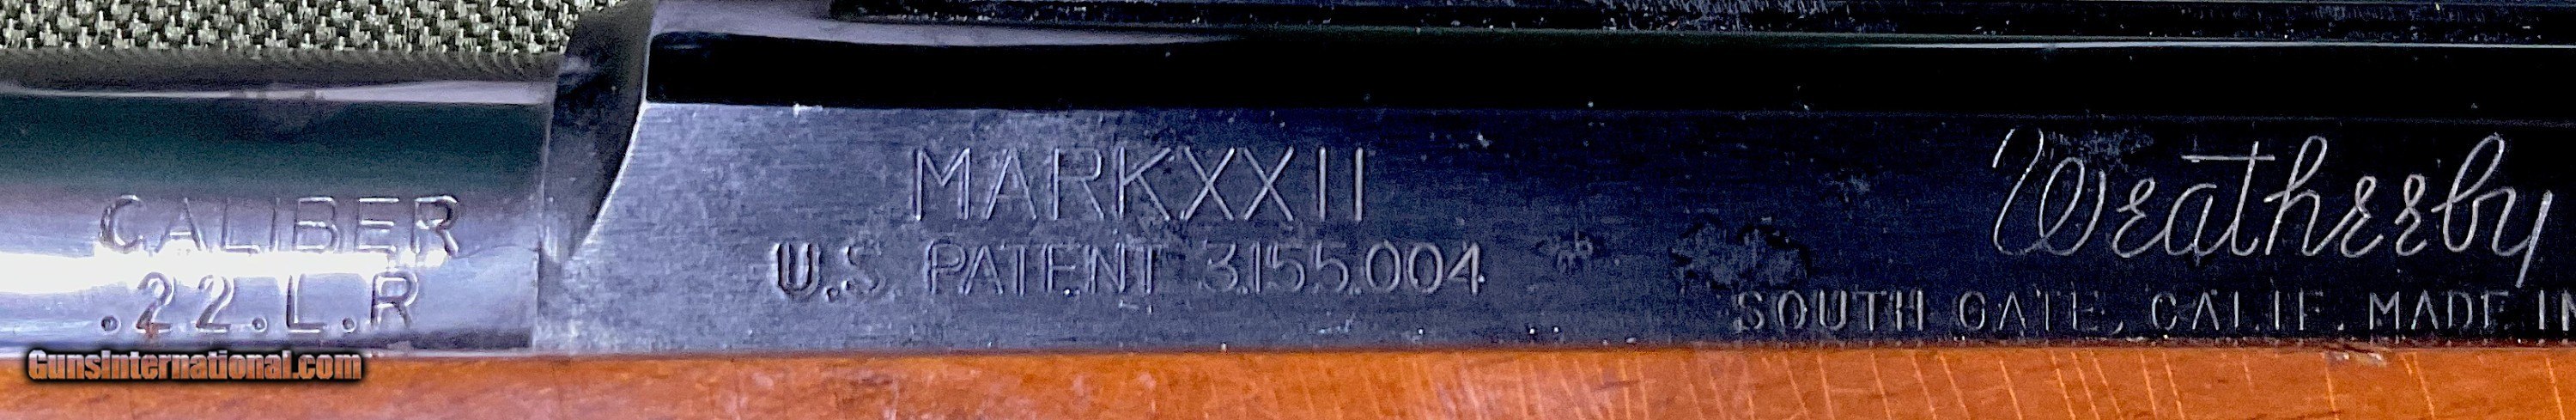 CALIBER
.22.L.R
MARKXXII
U.S. PATENT 3.155.004
Weatherby
SOUTH GATE, CALIF. MADE IN
GunsInternational.com